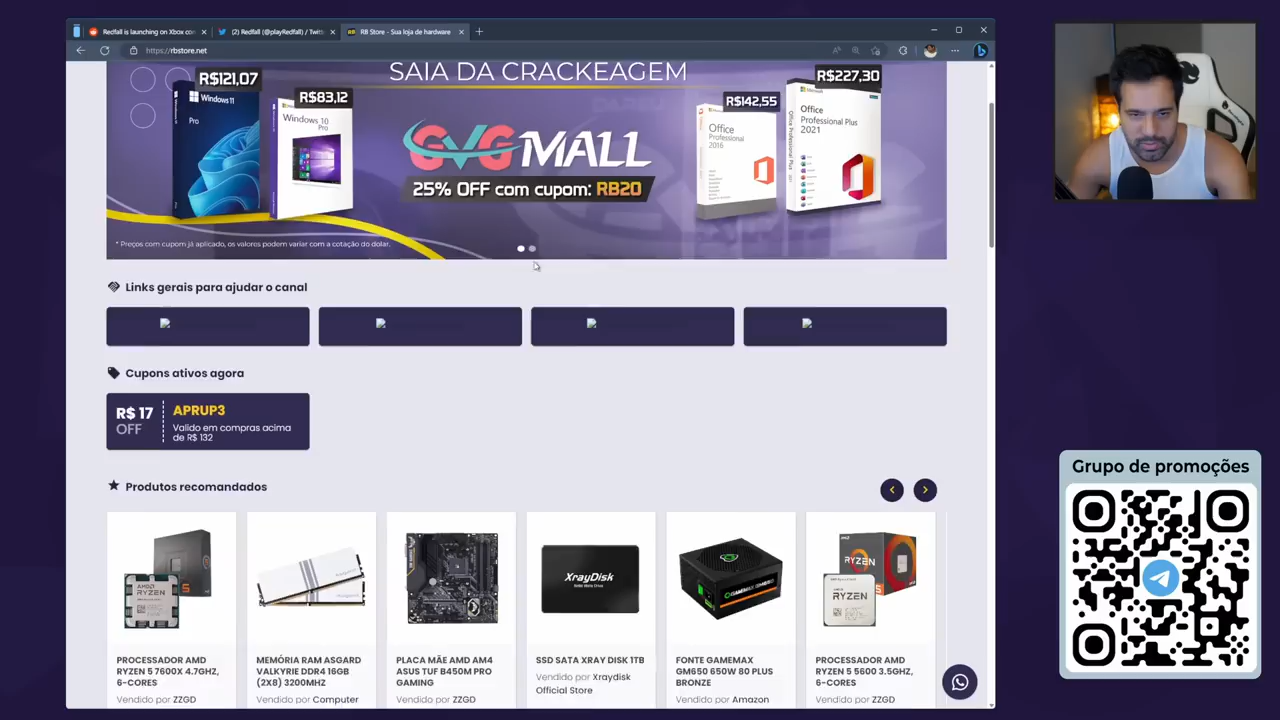 Redfall is launching on Xbox con
(2) Redfall (@playRedfall) / Twitt
RB Store - Sua loja de hardware
https://rbstore.net
SAIA DA CRACKEAGEM
R$121,07
R$83,12
R$142,55
R$227,30
Windows 11
Pro
Windows 10
Pro
GVGMALL
25% OFF com cupom: RB20
Office
Professional
2016
Office
Professional Plus
2021
* Preços com cupom já aplicado, os valores podem variar com a cotação do dolar.
Links gerais para ajudar o canal
Cupons ativos agora
R$ 17
OFF
APRUP3
Valido em compras acima
de R$ 132
Produtos recomandados
AMD
RYZEN
XrayDisk
GAMEMAX
RYZEN
AMD
RYZEN
PROCESSADOR AMD
RYZEN 5 7600X 4.7GHZ,
6-CORES
Vendido por ZZGD
MEMÓRIA RAM ASGARD
VALKYRIE DDR4 16GB
(2X8) 3200MHZ
Vendido por Computer
PLACA MÃE AMD AM4
ASUS TUF B450M PRO
GAMING
Vendido por ZZGD
SSD SATA XRAY DISK 1TB
Vendido por Xraydisk
Official Store
FONTE GAMEMAX
GM650 650W 80 PLUS
BRONZE
Vendido por Amazon
PROCESSADOR AMD
RYZEN 5 5600 3.5GHZ,
6-CORES
Vendido por ZZGD
Grupo de promoções